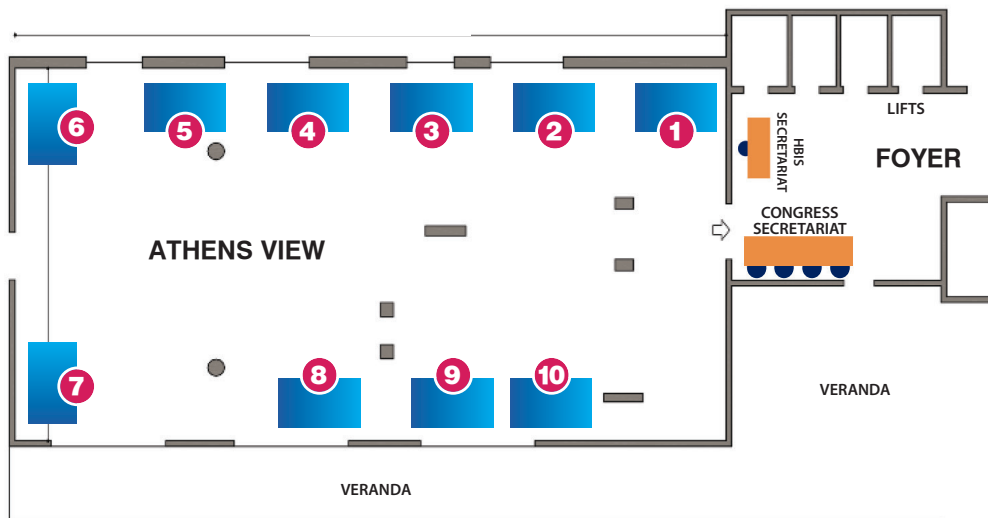 LIFTS
6
5
4
3
2
1
HBIS
SECRETARIAT
FOYER
CONGRESS
SECRETARIAT
ATHENS VIEW
7
8
9
10
VERANDA
VERANDA